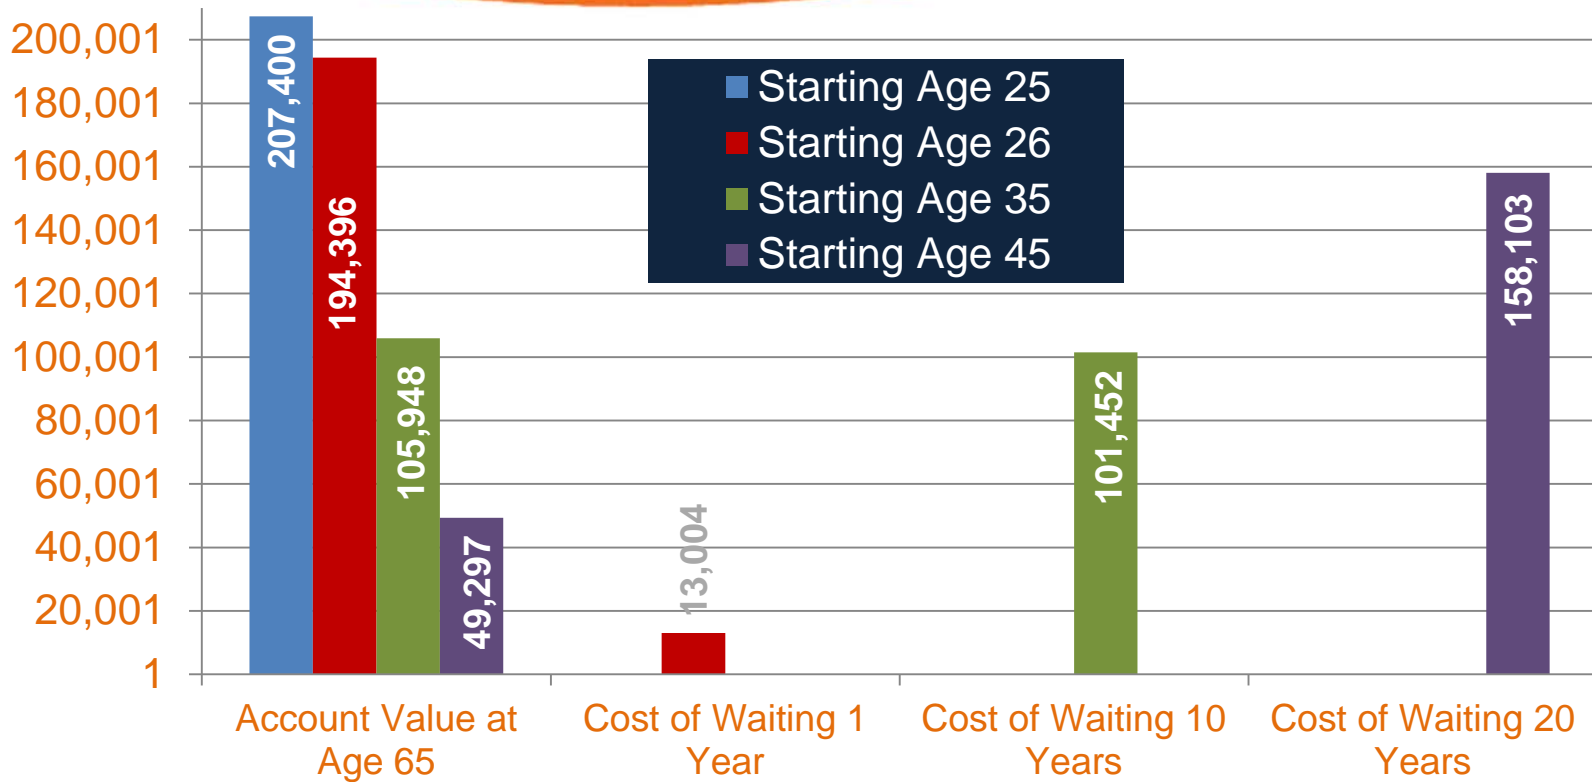 200,001
180,001
160,001
140,001
120,001
100,001
80,001
60,001
40,001
20,001
1
207,400
194,396
105,948
49,297
13,004
101,452
158,103
Starting Age 25
Starting Age 26
Starting Age 35
Starting Age 45
Account Value at
Age 65
Cost of Waiting 1
Year
Cost of Waiting 10
Years
Cost of Waiting 20
Years